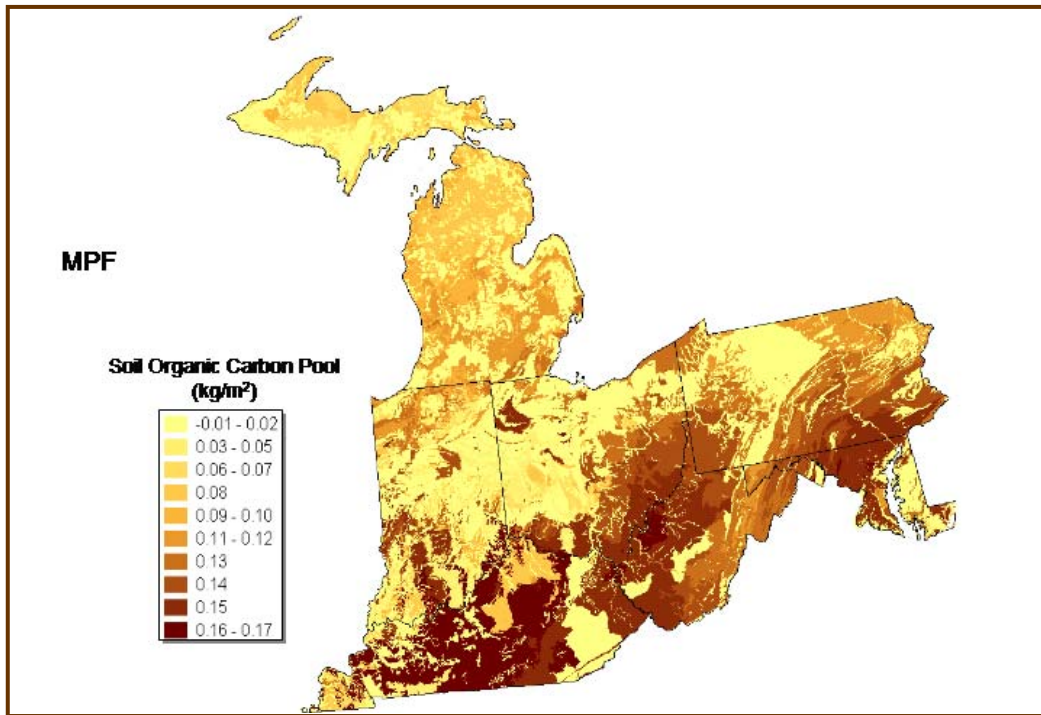 MPF
Soil Organic Carbon Pool
(kg/m²)
-0.01 - 0.02
0.03 - 0.05
0.06 - 0.07
0.08
0.09 - 0.10
0.11 - 0.12
0.13
0.14
0.15
0.16 - 0.17